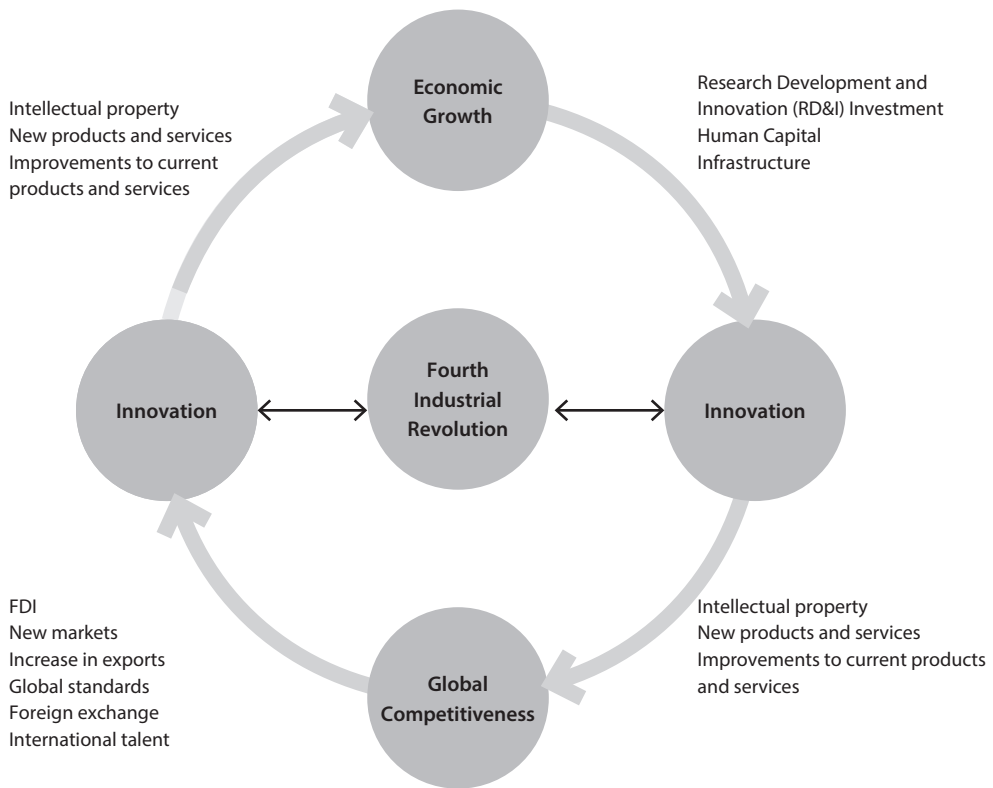 Economic
Growth
Intellectual property
New products and services
Improvements to current
products and services
Research Development and
Innovation (RD&I) Investment
Human Capital
Infrastructure
Innovation
Fourth
Industrial
Revolution
Innovation
FDI
New markets
Increase in exports
Global standards
Foreign exchange
International talent
Global
Competitiveness
Intellectual property
New products and services
Improvements to current products
and services